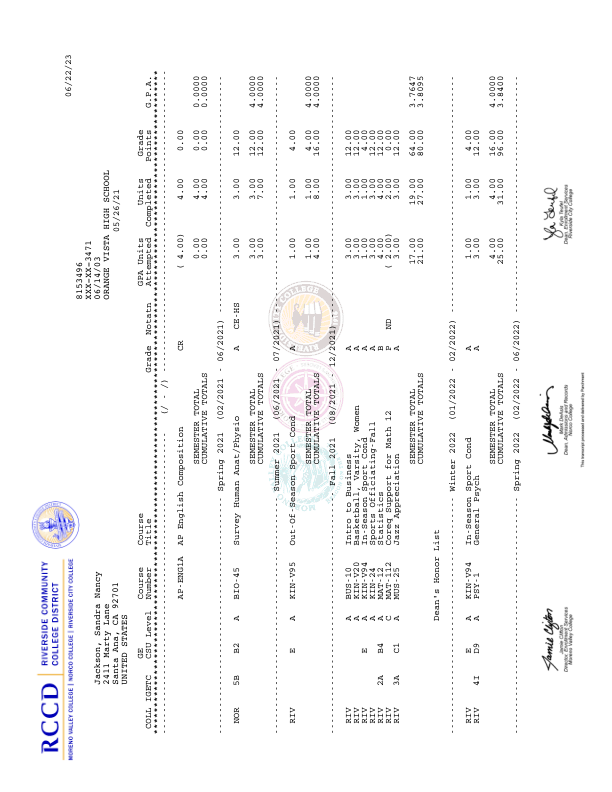 RCCD RIVERSIDE COMMUNITY COLLEGE DISTRICT
MORENO VALLEY COLLEGE | NORCO COLLEGE | RIVERSIDE CITY COLLEGE
06/22/23
Jackson, Sandra Nancy
2411 Marty Lane
Santa Ana, CA 92701
UNITED STATES
8153496
XXX-XX-3471
06/14/03
ORANGE VISTA HIGH SCHOOL
05/26/21
GE Course Course GPA Units Units Grade
COLL IGETC CSU Level Number Title Grade Notatn Attempted Completed Points G.P.A.
(/ /)
AP-ENG1A AP English Composition CR ( 4.00) 4.00 0.00
SEMESTER TOTAL 0.00 4.00 0.00 0.0000
CUMULATIVE TOTALS 0.00 4.00 0.00 0.0000
Spring 2021 (02/2021 - 06/2021)
NOR 5B B2 A BIO-45 Survey Human Anat/Physio A CE-HS 3.00 3.00 12.00
SEMESTER TOTAL 3.00 3.00 12.00 4.0000
CUMULATIVE TOTALS 3.00 7.00 12.00 4.0000
Summer 2021 (06/2021 - 07/2021)
RIV E A KIN-V95 Out-Of-Season Sport Cond A 1.00 1.00 4.00
SEMESTER TOTAL 1.00 1.00 4.00 4.0000
CUMULATIVE TOTALS 4.00 8.00 16.00 4.0000
Fall 2021 (08/2021 - 12/2021)
RIV A BUS-10 Intro to Business A 3.00 3.00 12.00
RIV A KIN-V20 Basketball, Varsity, Women A 3.00 3.00 12.00
RIV E A KIN-V94 In-Season Sport Cond A 1.00 1.00 4.00
RIV A KIN-24 Sports Officiating-Fall A 3.00 3.00 12.00
RIV 2A B4 A MAT-12 Statistics B 4.00 4.00 12.00
RIV C MAT-112 Coreq Support for Math 12 P ND ( 2.00) 2.00 0.00
RIV 3A C1 A MUS-25 Jazz Appreciation A 3.00 3.00 12.00
SEMESTER TOTAL 17.00 19.00 64.00 3.7647
CUMULATIVE TOTALS 21.00 27.00 80.00 3.8095
Dean's Honor List
Winter 2022 (01/2022 - 02/2022)
RIV E A KIN-V94 In-Season Sport Cond A 1.00 1.00 4.00
RIV 4I D9 A PSY-1 General Psych A 3.00 3.00 12.00
SEMESTER TOTAL 4.00 4.00 16.00 4.0000
CUMULATIVE TOTALS 25.00 31.00 96.00 3.8400
Spring 2022 (02/2022 - 06/2022)
Jamie Clifton
Director, Enrollment Services
Moreno Valley College
Mark DeAsis
Dean, Admissions and Records
Norco College
Kyla Teufel
Dean, Enrollment Services
Riverside City College
This transcript processed and delivered by Parchment